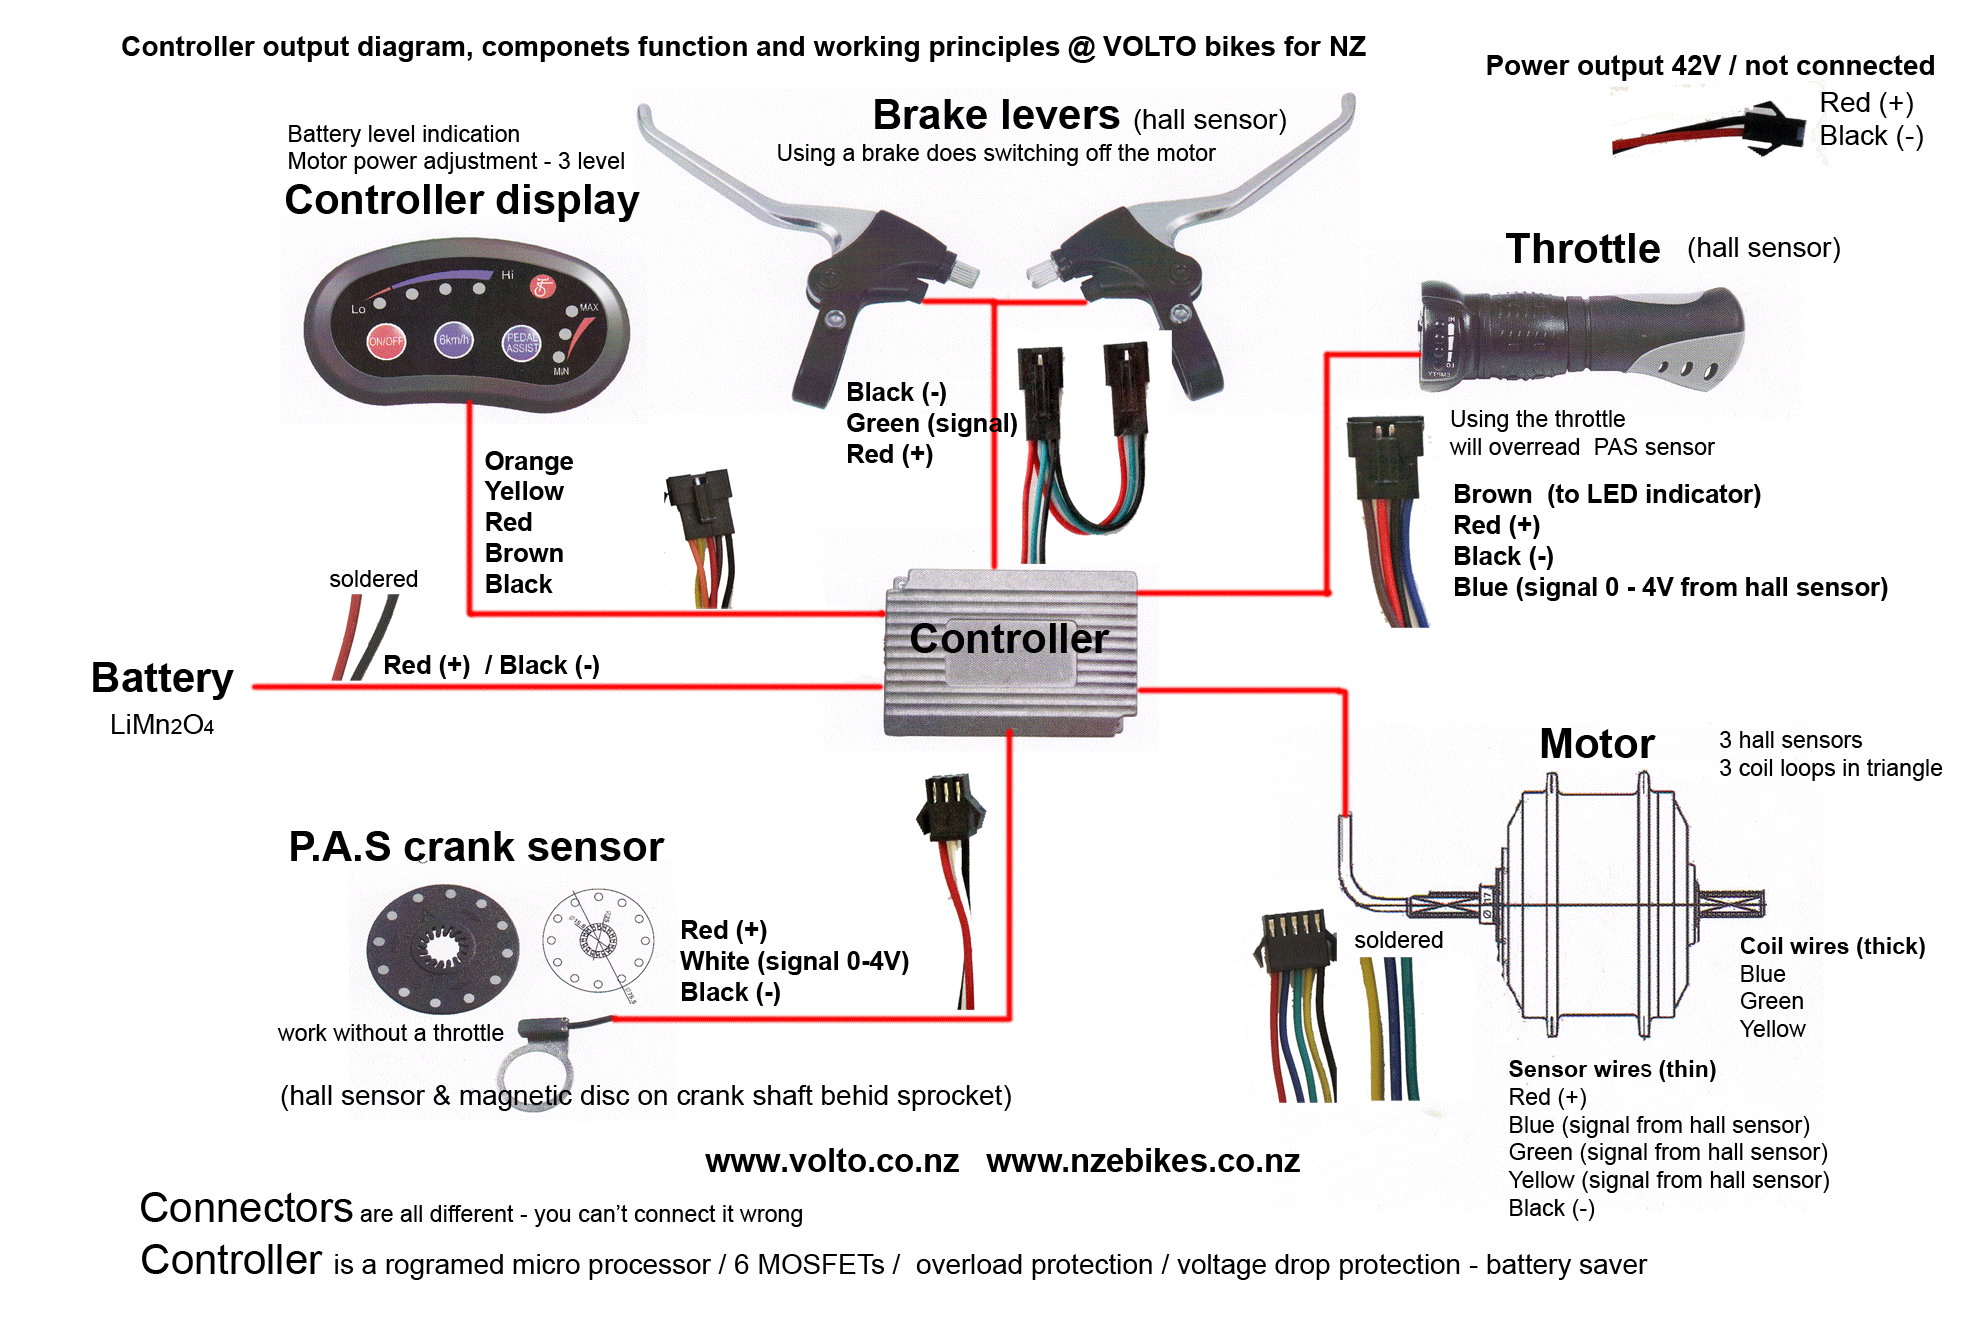 Controller output diagram, componets function and working principles @ VOLTO bikes for NZ
Power output 42V / not connected
Red (+)
Black (-)
Brake levers (hall sensor)
Using a brake does switching off the motor
Battery level indication
Motor power adjustment - 3 level
Controller display
Hi
Lo
MAX
ON/OFF
6km/h
PEDAL
ASSIST
MIN
Throttle (hall sensor)
HI
LO
Black (-)
Green (signal)
Red (+)
Using the throttle
will overread PAS sensor
Brown (to LED indicator)
Red (+)
Black (-)
Blue (signal 0 - 4V from hall sensor)
Orange
Yellow
Red
Brown
Black
soldered
Red (+) / Black (-)
Battery
LiMn2O4
Controller
Motor
3 hall sensors
3 coil loops in triangle
Ø 17
P.A.S crank sensor
Red (+)
White (signal 0-4V)
Black (-)
work without a throttle
(hall sensor & magnetic disc on crank shaft behid sprocket)
soldered
Coil wires (thick)
Blue
Green
Yellow
Sensor wires (thin)
Red (+)
Blue (signal from hall sensor)
Green (signal from hall sensor)
Yellow (signal from hall sensor)
Black (-)
www.volto.co.nz www.nzebikes.co.nz
Connectors are all different - you can't connect it wrong
Controller is a rogramed micro processor / 6 MOSFETs / overload protection / voltage drop protection - battery saver